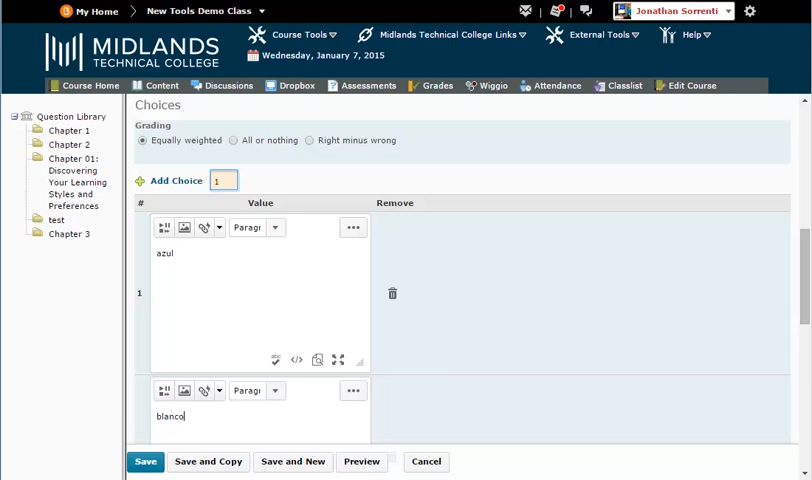 My Home
New Tools Demo Class
Jonathan Sorrenti
MIDLANDS
TECHNICAL COLLEGE
Course Tools
Midlands Technical College Links
External Tools
Help
Wednesday, January 7, 2015
Course Home
Content
Discussions
Dropbox
Assessments
Grades
Wiggio
Attendance
Classlist
Edit Course
Question Library
Chapter 1
Chapter 2
Chapter 01:
Discovering
Your Learning
Styles and
Preferences
test
Chapter 3
Choices
Grading
Equally weighted
All or nothing
Right minus wrong
Add Choice
1
#
Value
Remove
Paragr
azul
1
abc
</>
Paragr
blanco
Save
Save and Copy
Save and New
Preview
Cancel